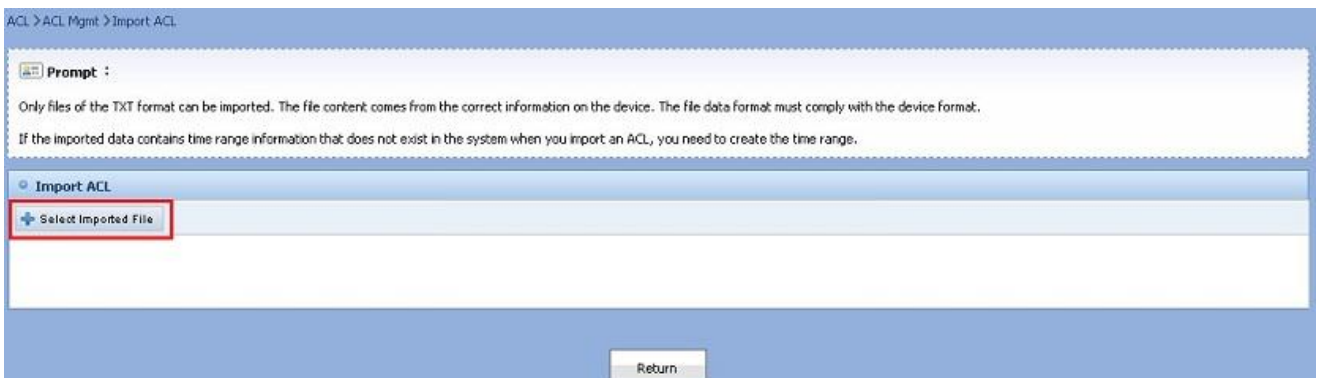 ACL > ACL Mgmt > Import ACL
Prompt :
Only files of the TXT format can be imported. The file content comes from the correct information on the device. The file data format must comply with the device format.
If the imported data contains time range information that does not exist in the system when you import an ACL, you need to create the time range.
Import ACL
Select Imported File
Return